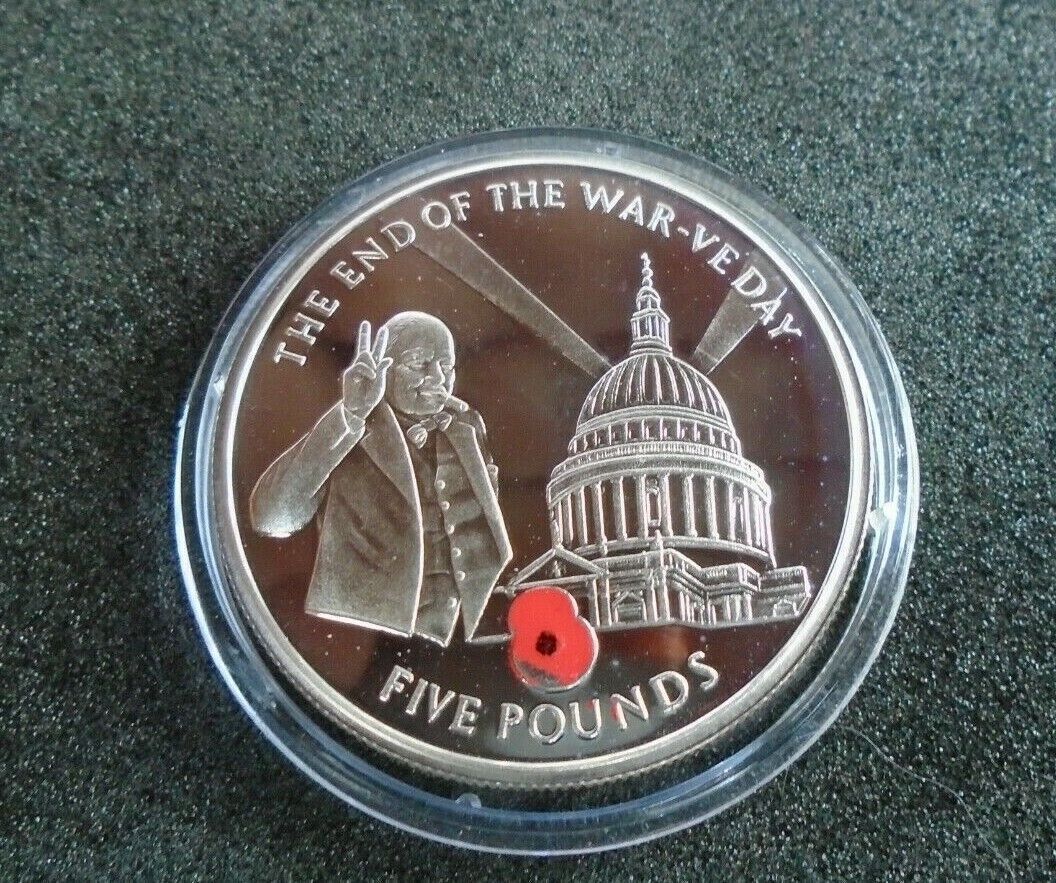 THE END OF THE WAR-VE DAY
FIVE POUNDS